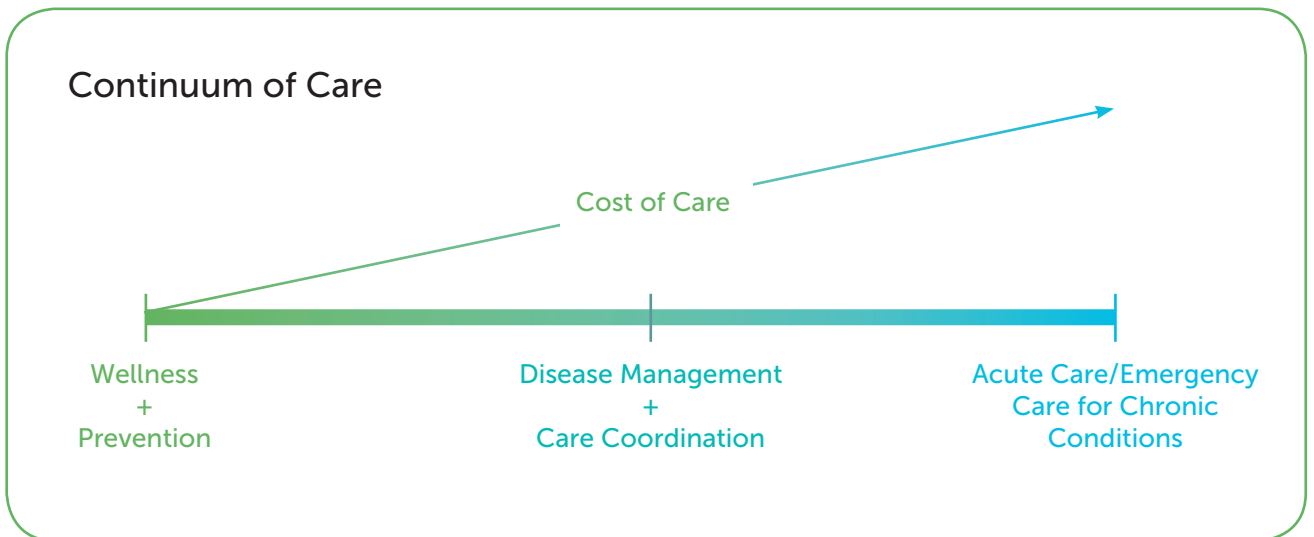 Continuum of Care
Cost of Care
Wellness
+
Prevention
Disease Management
+
Care Coordination
Acute Care/Emergency
Care for Chronic
Conditions